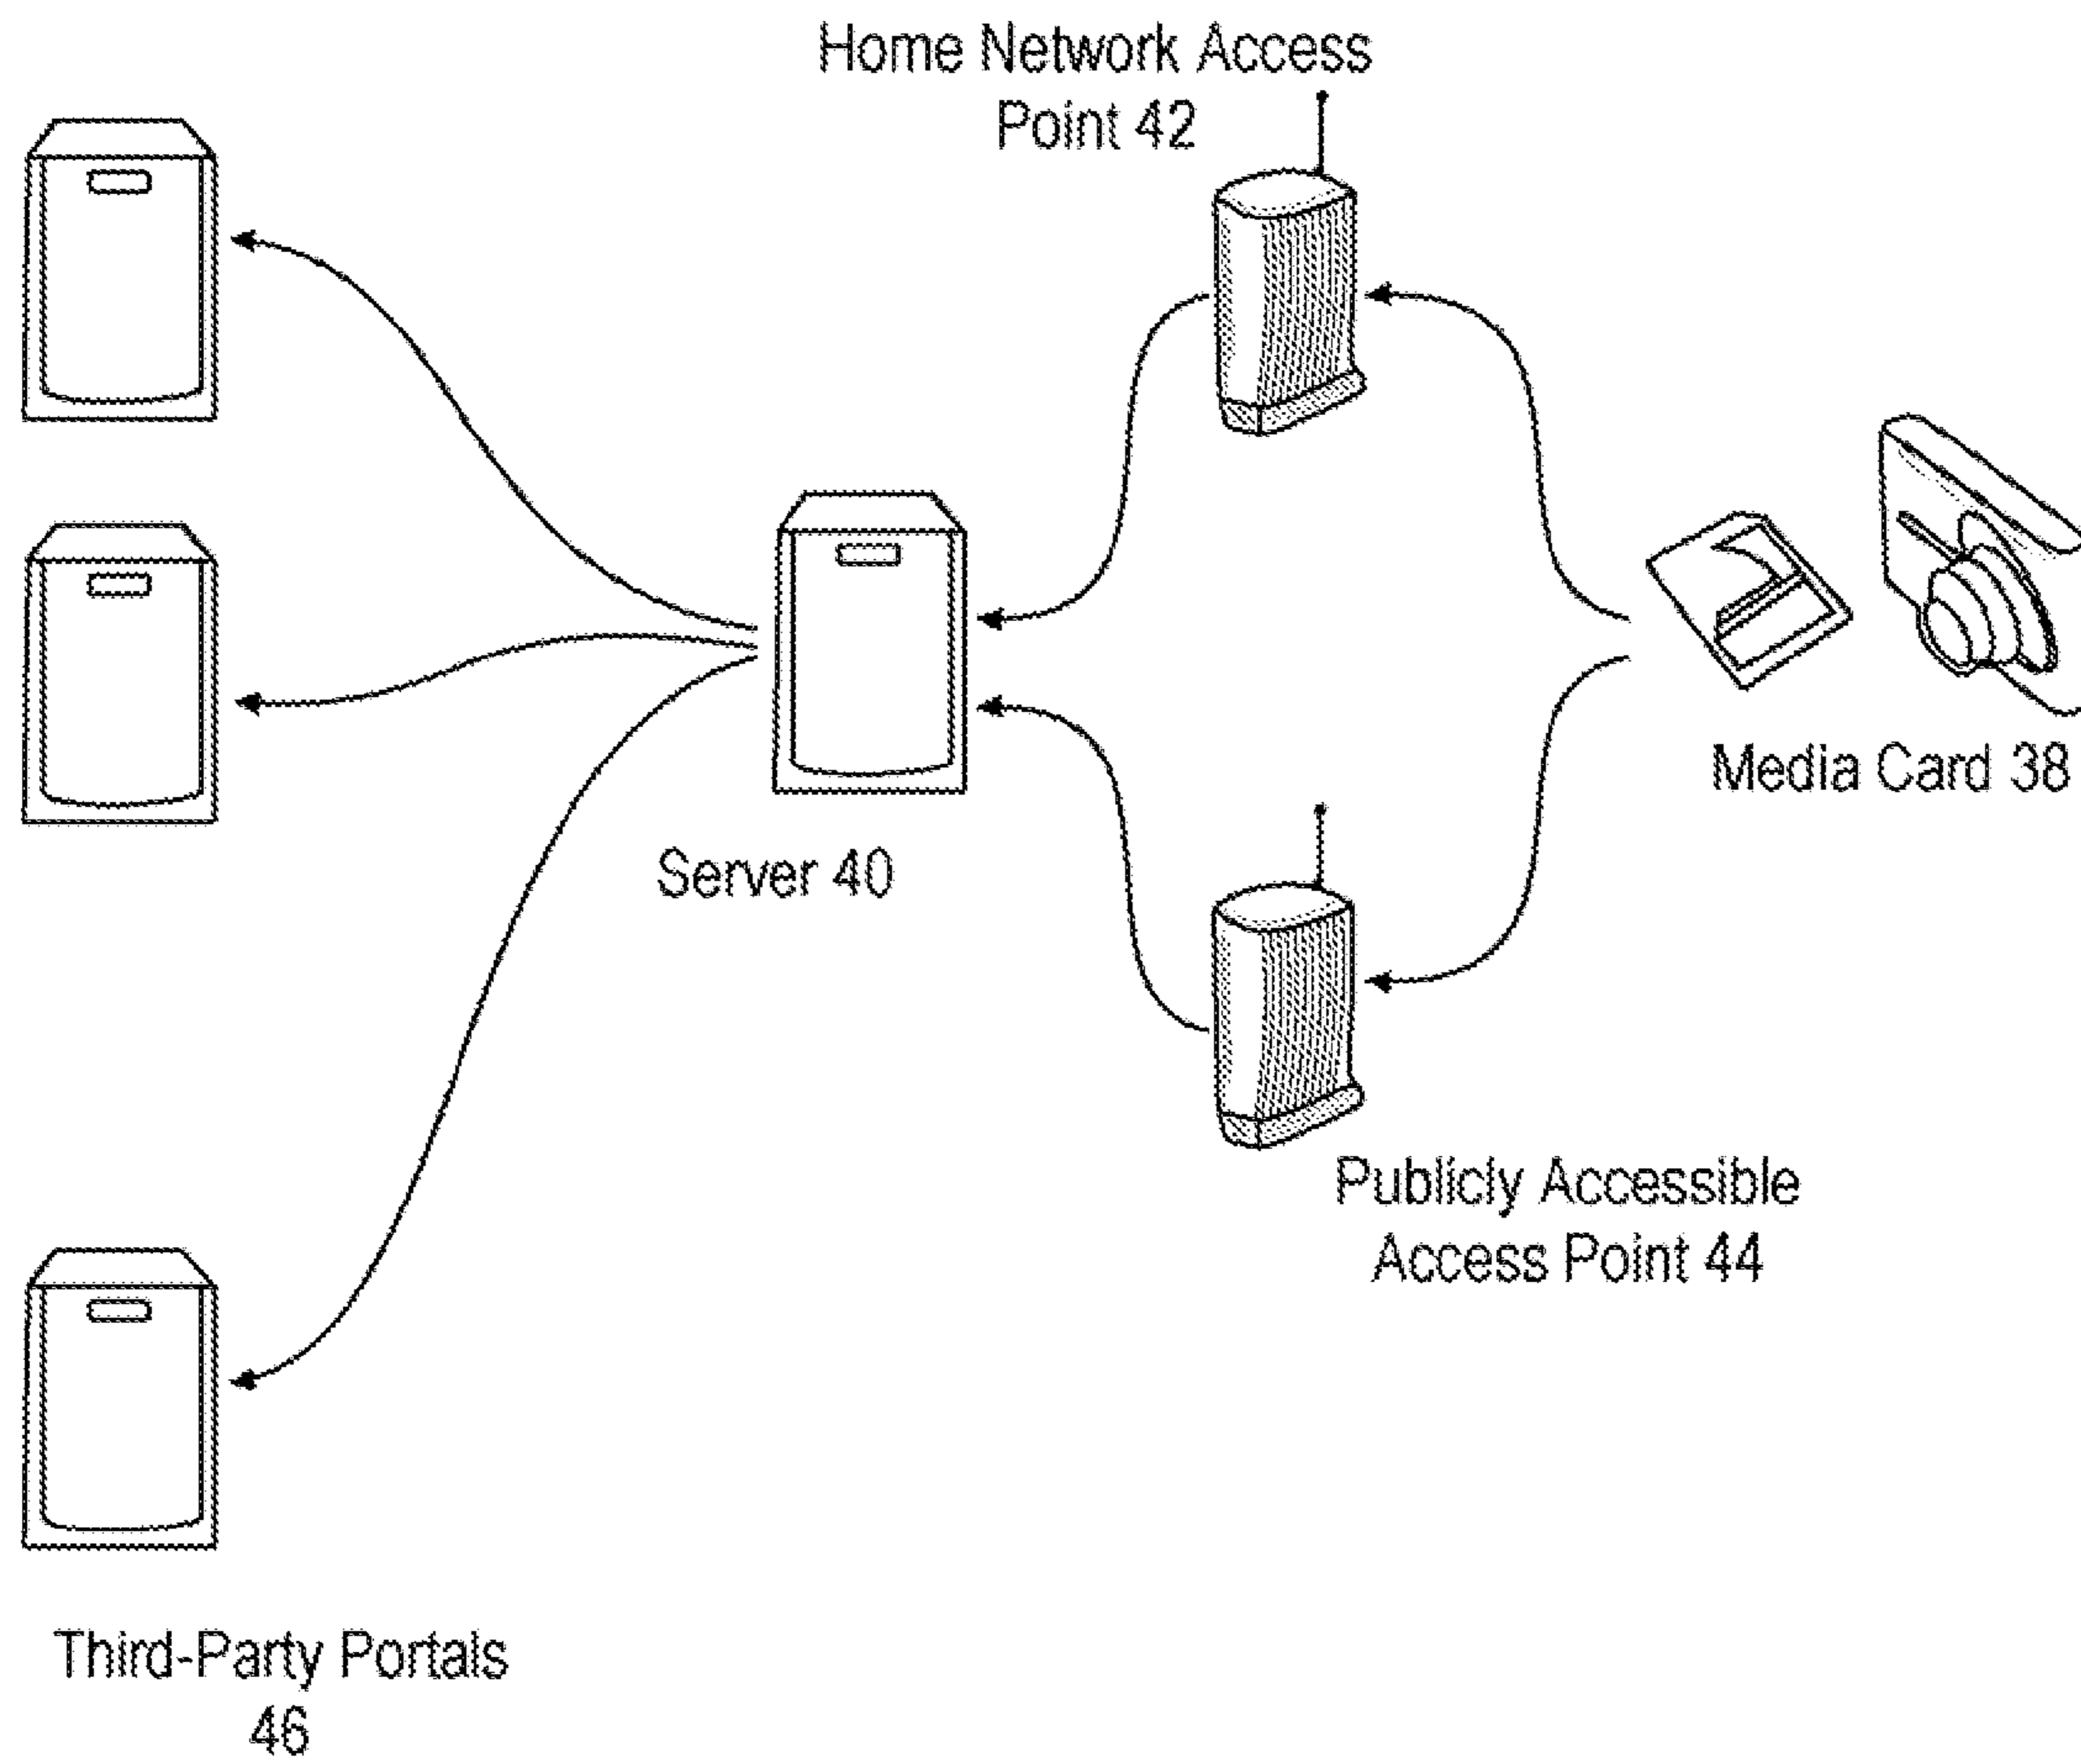 Home Network Access
Point 42
Media Card 38
Server 40
Publicly Accessible
Access Point 44
Third-Party Portals
46